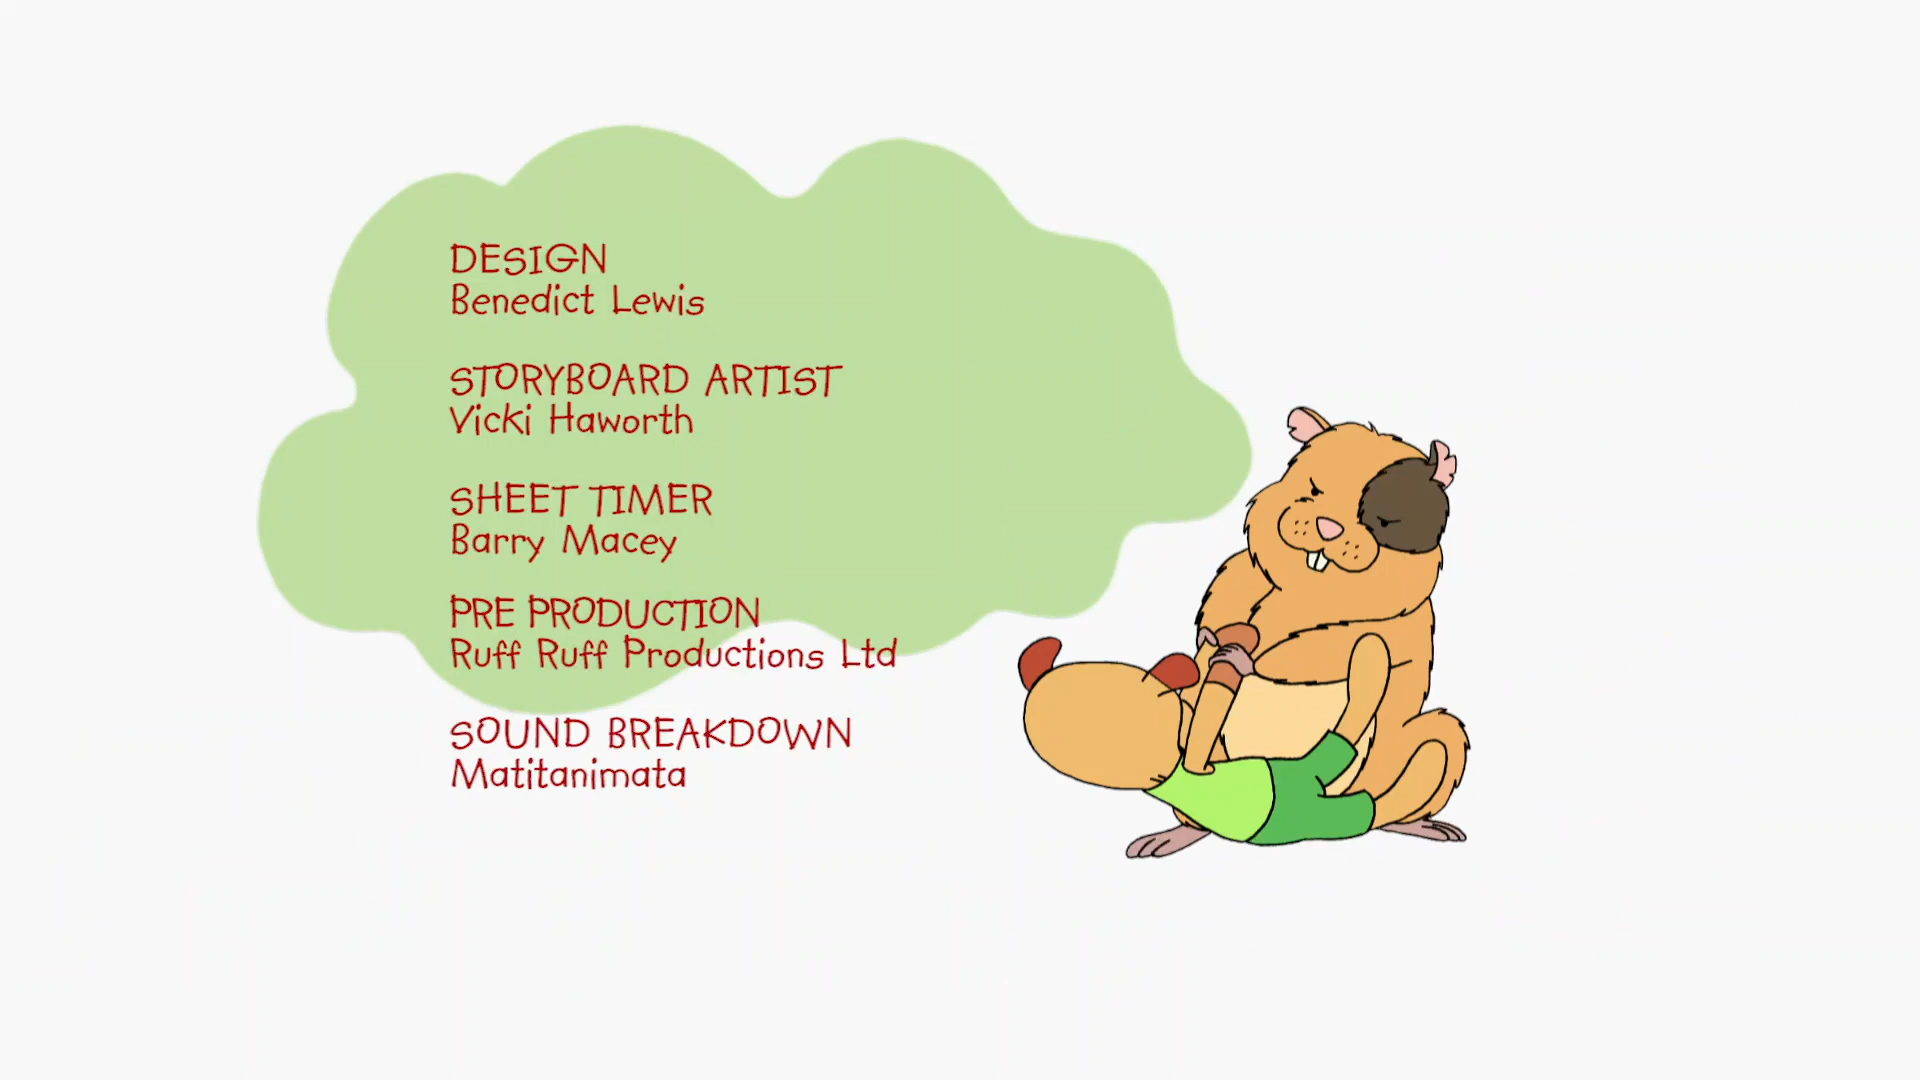 DESIGN
Benedict Lewis
STORYBOARD ARTIST
Vicki Haworth
SHEET TIMER
Barry Macey
PRE PRODUCTION
Ruff Ruff Productions Ltd
SOUND BREAKDOWN
Matitanimata